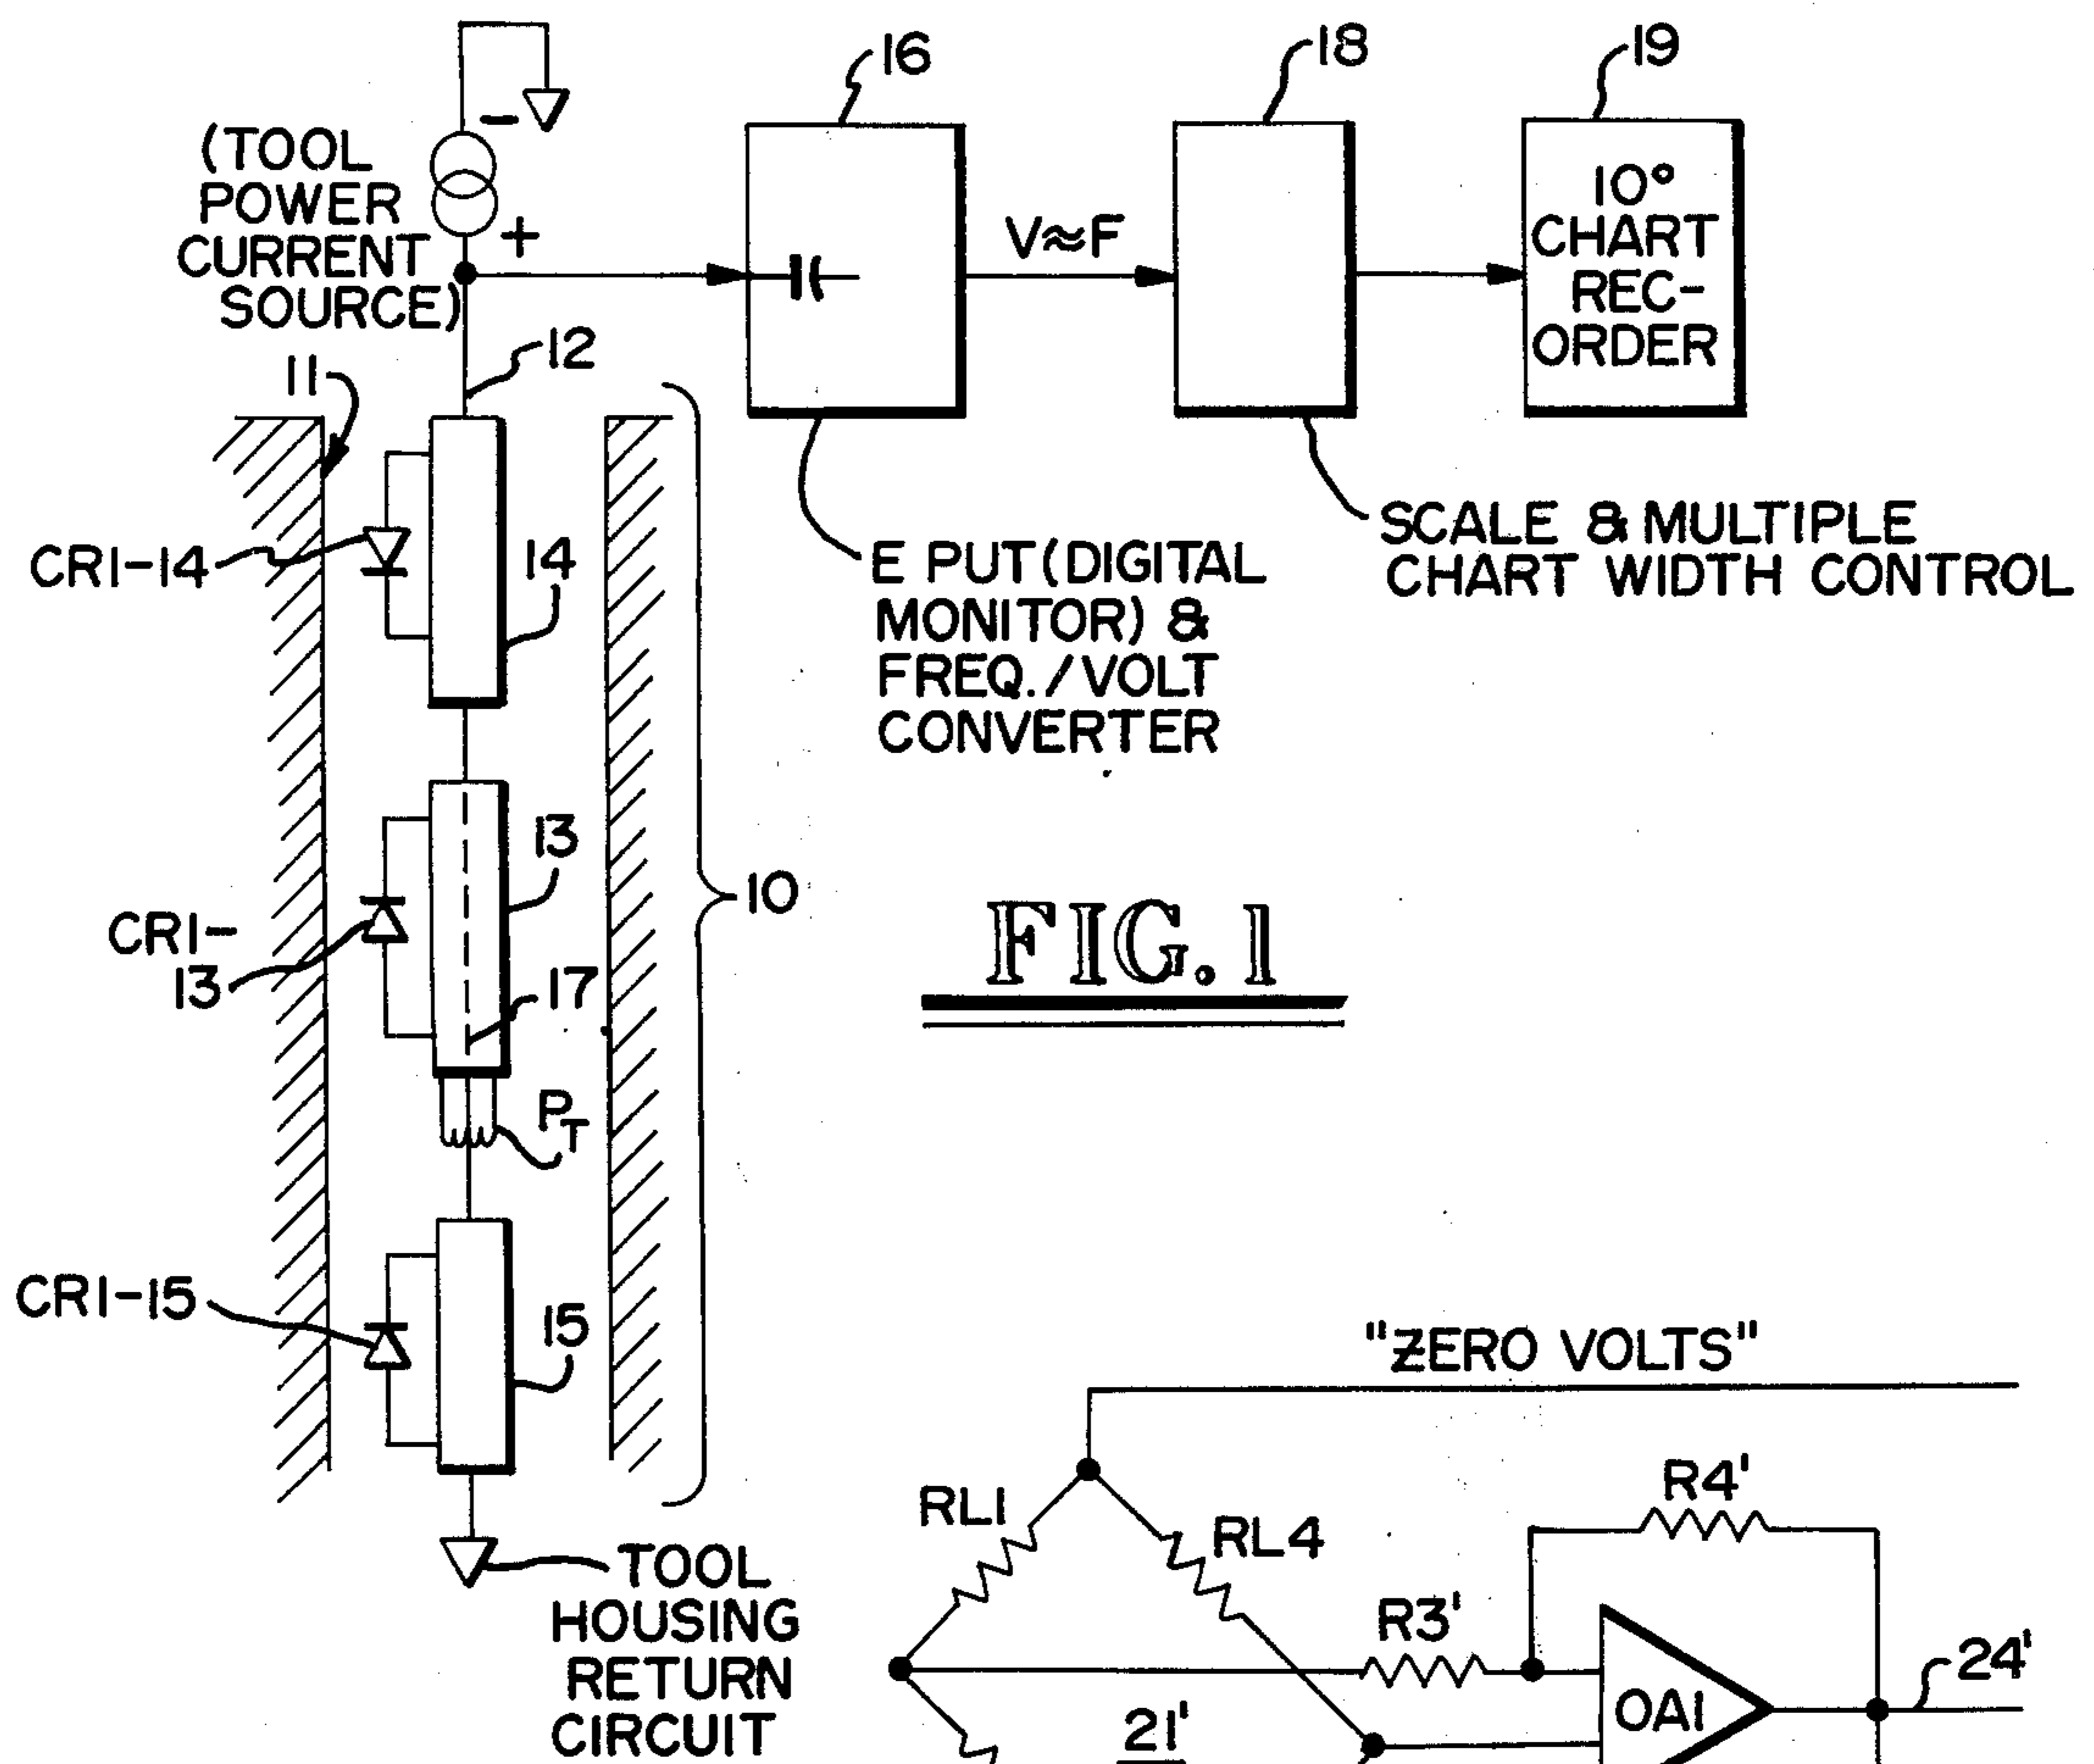 16
18
19
(TOOL
POWER
CURRENT
SOURCE)
-
+
10°
CHART
REC-
ORDER
V≈F
12
11
CR1-14
14
E PUT (DIGITAL
MONITOR) &
FREQ./VOLT
CONVERTER
SCALE & MULTIPLE
CHART WIDTH CONTROL
13
CR1-
13
10
17
PT
FIG. 1
CR1-15
15
TOOL
HOUSING
RETURN
CIRCUIT
"ZERO VOLTS"
RL1
RL4
R4'
R3'
OA1
24'
21'